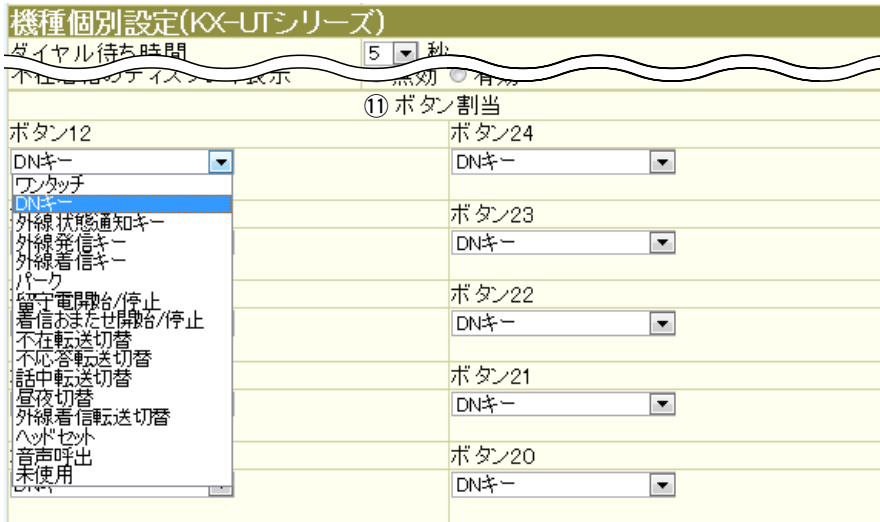 機種個別設定(KX-UTシリーズ)
ダイヤル待ち時間 5 秒
無効 有効
⑪ ボタン割当
ボタン12 ボタン24
DNキー DNキー
ワンタッチ
DNキー
外線状態通知キー ボタン23
外線発信キー DNキー
外線着信キー
パーク
留守電開始/停止 ボタン22
着信おまたせ開始/停止 DNキー
不在転送切替
不応答転送切替
話中転送切替 ボタン21
昼夜切替 DNキー
外線着信転送切替
ヘッドセット
音声呼出 ボタン20
未使用
DNキー DNキー